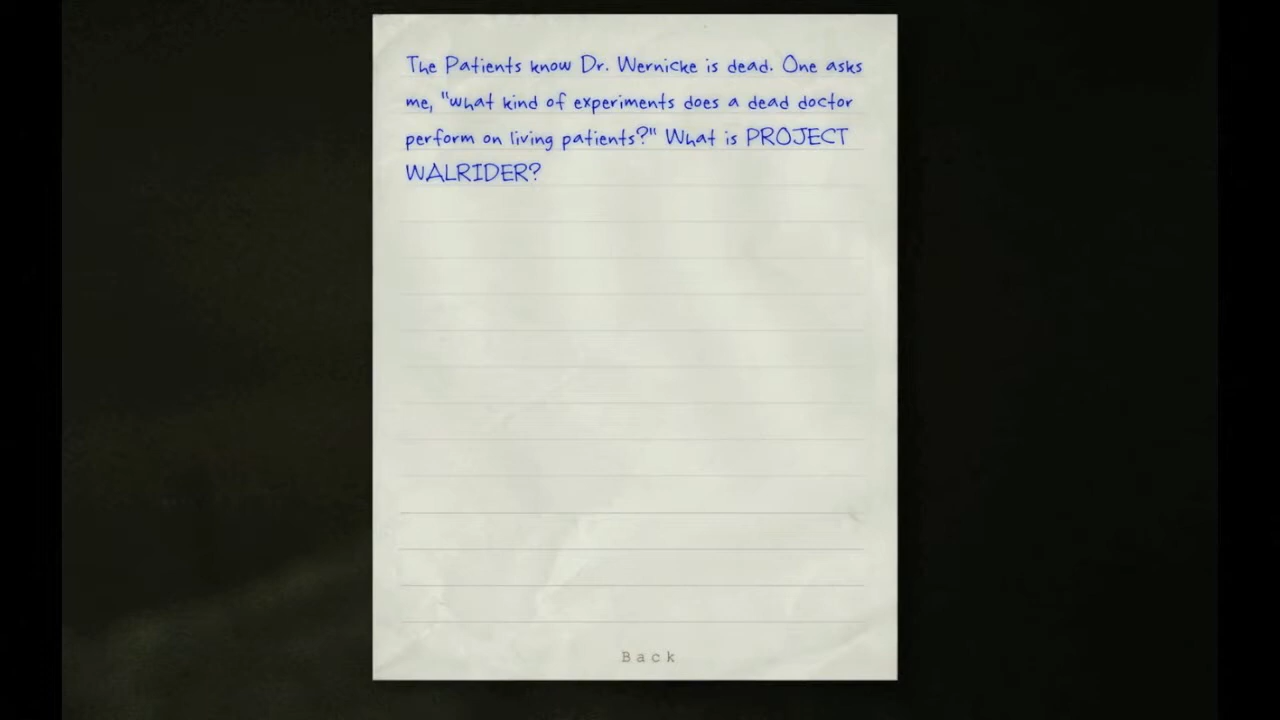 The Patients know Dr. Wernicke is dead. One asks
me, "what kind of experiments does a dead doctor
perform on living patients?" What is PROJECT
WALRIDER?
Back